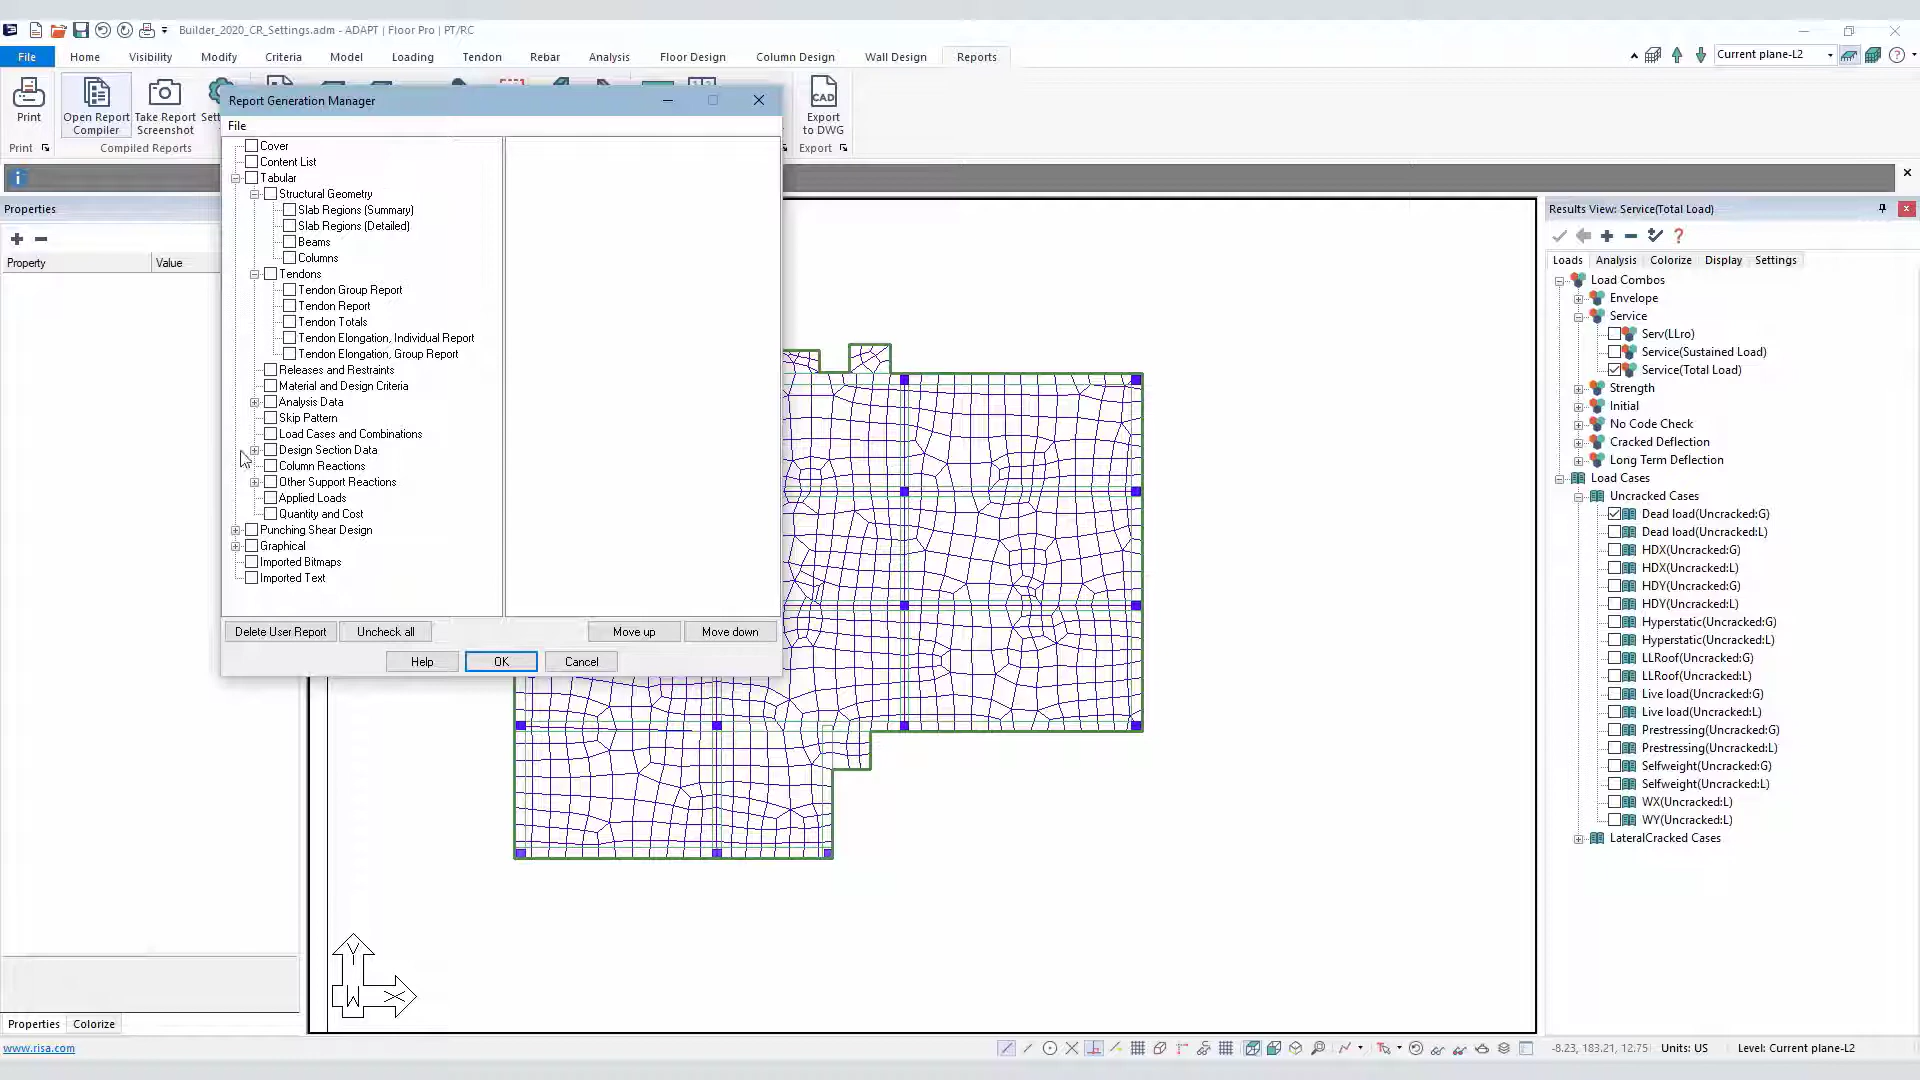 Builder_2020_CR_Settings.adm - ADAPT | Floor Pro | PT/RC
File Home Visibility Modify Criteria Model Loading Tendon Rebar Analysis Floor Design Column Design Wall Design Reports
Current plane-L2
Print
Open Report Compiler
Take Report Screenshot
Export to DWG
Print
Compiled Reports
Export
Report Generation Manager
File
Cover
Content List
Tabular
Structural Geometry
Slab Regions (Summary)
Slab Regions (Detailed)
Beams
Columns
Tendons
Tendon Group Report
Tendon Report
Tendon Totals
Tendon Elongation, Individual Report
Tendon Elongation, Group Report
Releases and Restraints
Material and Design Criteria
Analysis Data
Skip Pattern
Load Cases and Combinations
Design Section Data
Column Reactions
Other Support Reactions
Applied Loads
Quantity and Cost
Punching Shear Design
Graphical
Imported Bitmaps
Imported Text
Delete User Report Uncheck all Move up Move down
Help OK Cancel
Properties
Property Value
Properties Colorize
www.risa.com
Y
W X
Results View: Service(Total Load)
Loads Analysis Colorize Display Settings
Load Combos
Envelope
Service
Serv(LLro)
Service(Sustained Load)
Service(Total Load)
Strength
Initial
No Code Check
Cracked Deflection
Long Term Deflection
Load Cases
Uncracked Cases
Dead load(Uncracked:G)
Dead load(Uncracked:L)
HDX(Uncracked:G)
HDX(Uncracked:L)
HDY(Uncracked:G)
HDY(Uncracked:L)
Hyperstatic(Uncracked:G)
Hyperstatic(Uncracked:L)
LLRoof(Uncracked:G)
LLRoof(Uncracked:L)
Live load(Uncracked:G)
Live load(Uncracked:L)
Prestressing(Uncracked:G)
Prestressing(Uncracked:L)
Selfweight(Uncracked:G)
Selfweight(Uncracked:L)
WX(Uncracked:L)
WY(Uncracked:L)
LateralCracked Cases
-8.23, 183.21, 12.75 Units: US Level: Current plane-L2